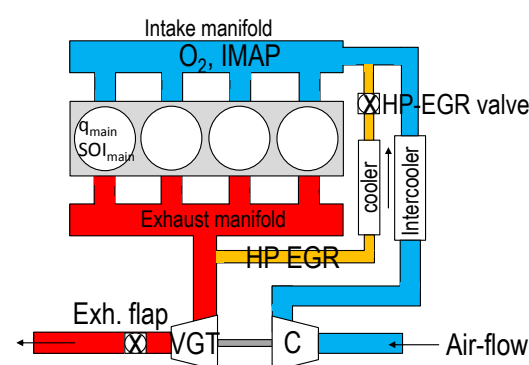 Intake manifold
O₂, IMAP
X
HP-EGR valve
qmain
SOImain
cooler
Intercooler
Exhaust manifold
HP EGR
Exh. flap
X
VGT
C
Air-flow